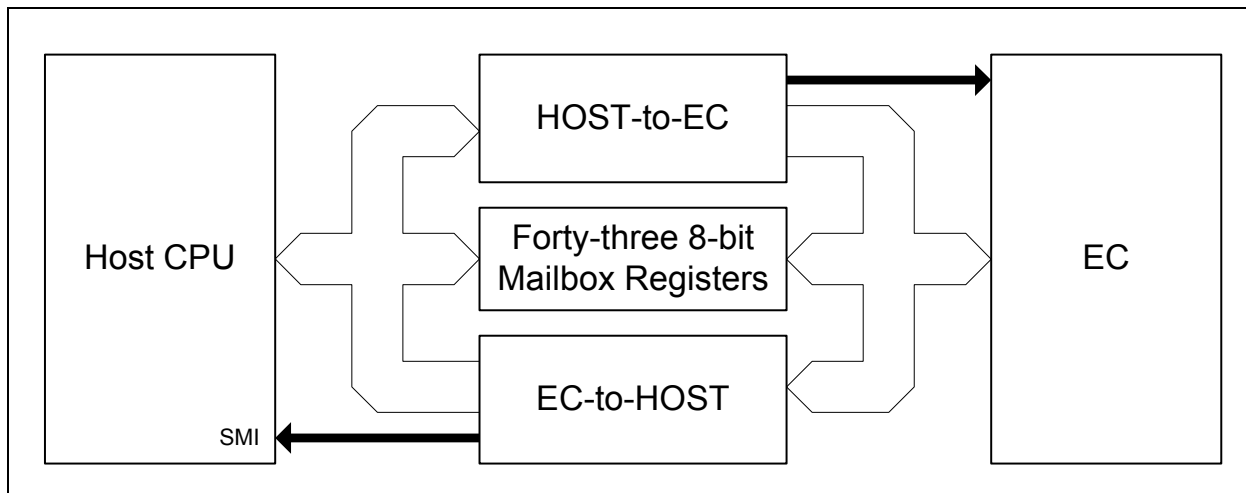 HOST-to-EC
Host CPU
Forty-three 8-bit
Mailbox Registers
EC
EC-to-HOST
SMI